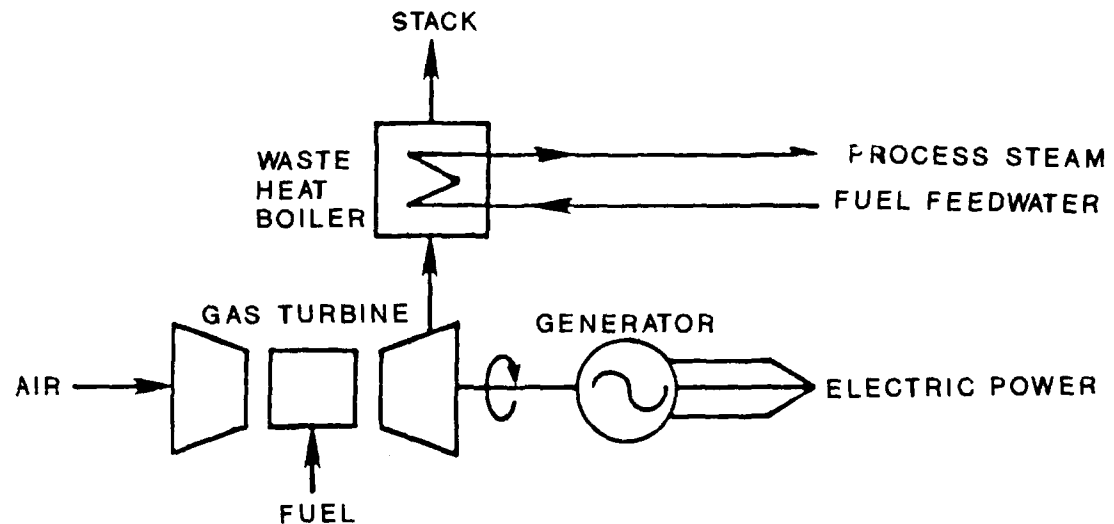 STACK
WASTE
HEAT
BOILER
PROCESS STEAM
FUEL FEEDWATER
GAS TURBINE
GENERATOR
AIR
ELECTRIC POWER
FUEL